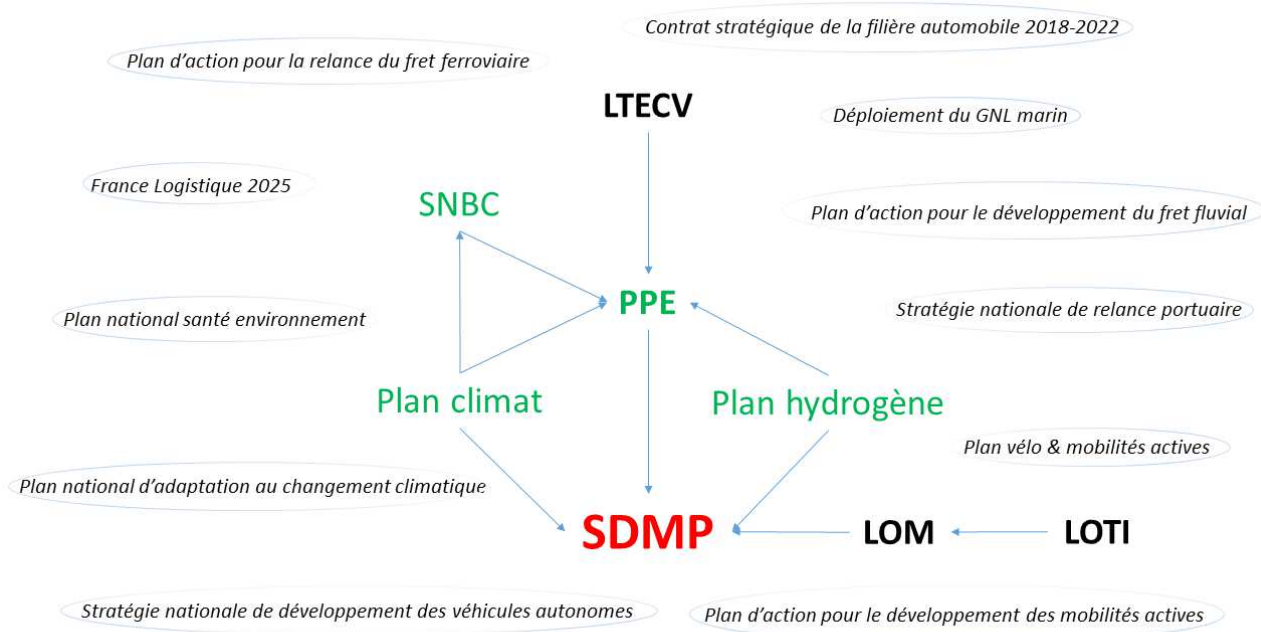 Contrat stratégique de la filière automobile 2018-2022
Plan d’action pour la relance du fret ferroviaire
LTECV
Déploiement du GNL marin
France Logistique 2025
SNBC
Plan d’action pour le développement du fret fluvial
PPE
Stratégie nationale de relance portuaire
Plan national santé environnement
Plan climat
Plan hydrogène
Plan vélo & mobilités actives
Plan national d’adaptation au changement climatique
SDMP
LOM
LOTI
Stratégie nationale de développement des véhicules autonomes
Plan d’action pour le développement des mobilités actives